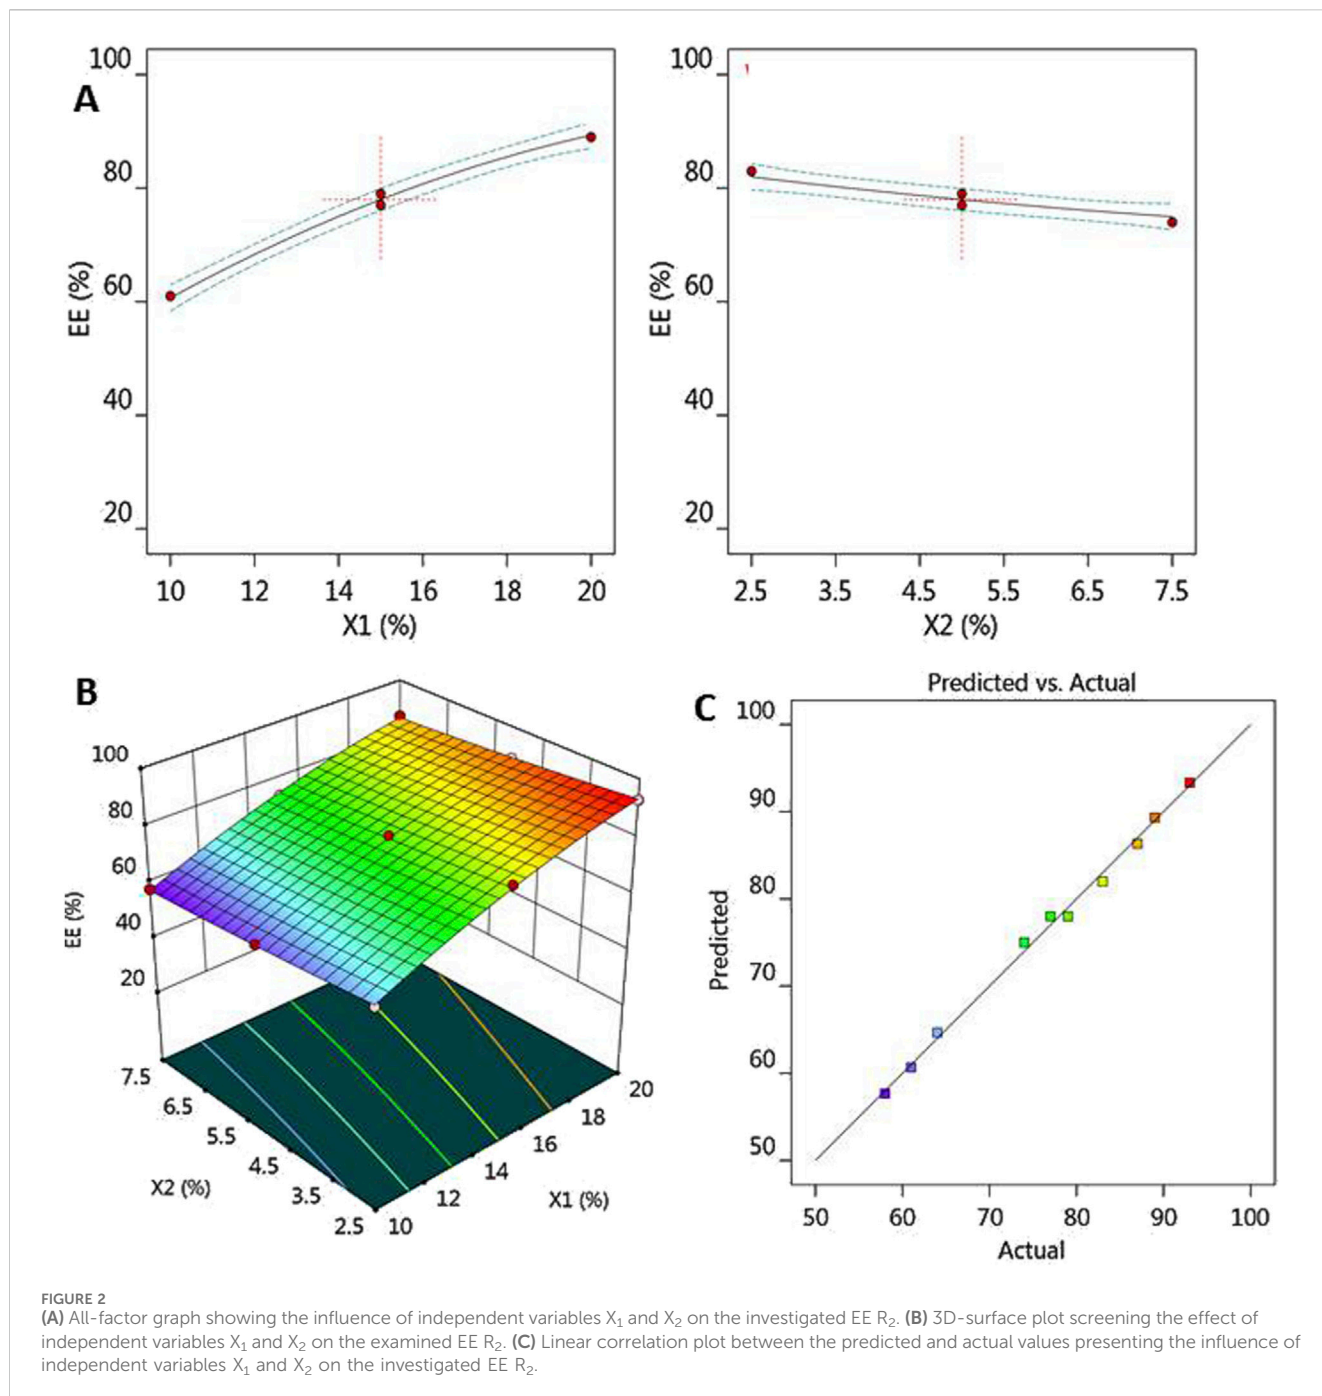 A
100
80
60
40
20
EE (%)
10 12 14 16 18 20
X1 (%)
100
80
60
40
20
EE (%)
2.5 3.5 4.5 5.5 6.5 7.5
X2 (%)
B
100
80
60
40
20
EE (%)
7.5
6.5
5.5
4.5
3.5
2.5
X2 (%)
10
12
14
16
18
20
X1 (%)
C
Predicted vs. Actual
100
90
80
70
60
50
Predicted
50 60 70 80 90 100
Actual
FIGURE 2
(A) All-factor graph showing the influence of independent variables X₁ and X₂ on the investigated EE R₂. (B) 3D-surface plot screening the effect of
independent variables X₁ and X₂ on the examined EE R₂. (C) Linear correlation plot between the predicted and actual values presenting the influence of
independent variables X₁ and X₂ on the investigated EE R₂.